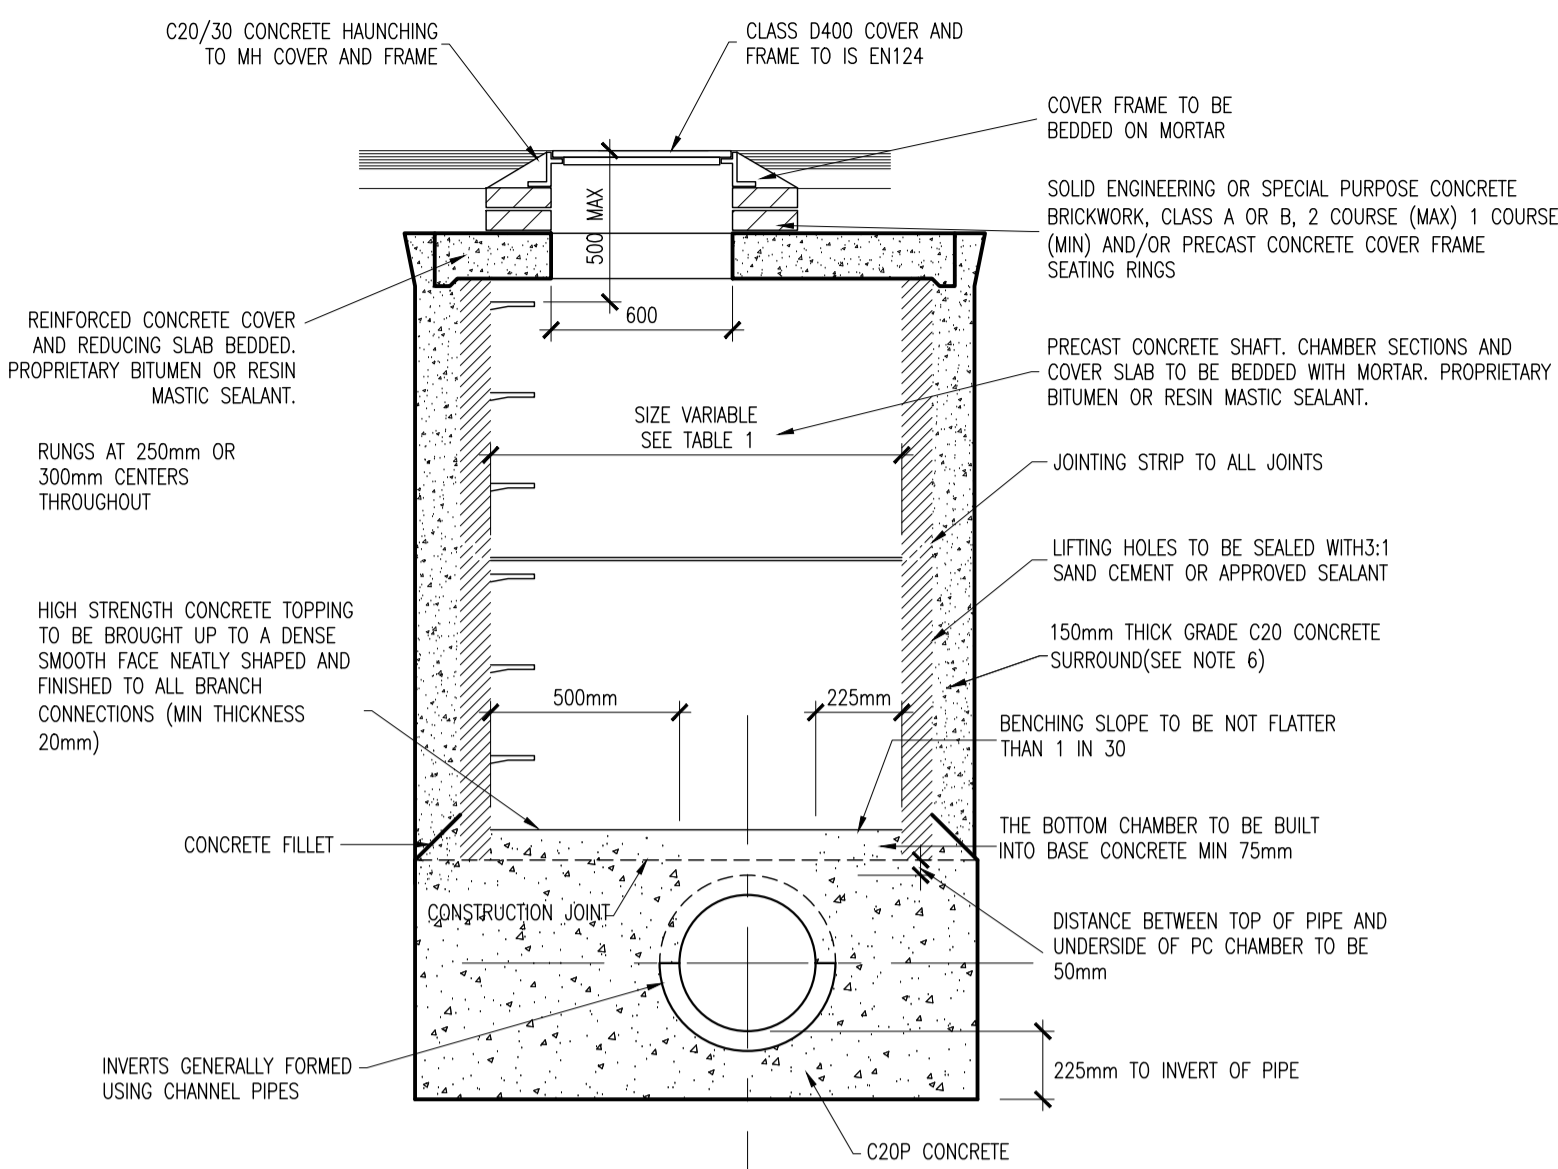 C20/30 CONCRETE HAUNCHING
TO MH COVER AND FRAME
CLASS D400 COVER AND
FRAME TO IS EN124
COVER FRAME TO BE
BEDDED ON MORTAR
SOLID ENGINEERING OR SPECIAL PURPOSE CONCRETE
BRICKWORK, CLASS A OR B, 2 COURSE (MAX) 1 COURSE
(MIN) AND/OR PRECAST CONCRETE COVER FRAME
SEATING RINGS
500 MAX
600
REINFORCED CONCRETE COVER
AND REDUCING SLAB BEDDED.
PROPRIETARY BITUMEN OR RESIN
MASTIC SEALANT.
PRECAST CONCRETE SHAFT. CHAMBER SECTIONS AND
COVER SLAB TO BE BEDDED WITH MORTAR. PROPRIETARY
BITUMEN OR RESIN MASTIC SEALANT.
SIZE VARIABLE
SEE TABLE 1
RUNGS AT 250mm OR
300mm CENTERS
THROUGHOUT
JOINTING STRIP TO ALL JOINTS
LIFTING HOLES TO BE SEALED WITH3:1
SAND CEMENT OR APPROVED SEALANT
HIGH STRENGTH CONCRETE TOPPING
TO BE BROUGHT UP TO A DENSE
SMOOTH FACE NEATLY SHAPED AND
FINISHED TO ALL BRANCH
CONNECTIONS (MIN THICKNESS
20mm)
150mm THICK GRADE C20 CONCRETE
SURROUND(SEE NOTE 6)
500mm
225mm
BENCHING SLOPE TO BE NOT FLATTER
THAN 1 IN 30
CONCRETE FILLET
THE BOTTOM CHAMBER TO BE BUILT
INTO BASE CONCRETE MIN 75mm
CONSTRUCTION JOINT
DISTANCE BETWEEN TOP OF PIPE AND
UNDERSIDE OF PC CHAMBER TO BE
50mm
INVERTS GENERALLY FORMED
USING CHANNEL PIPES
225mm TO INVERT OF PIPE
C20P CONCRETE